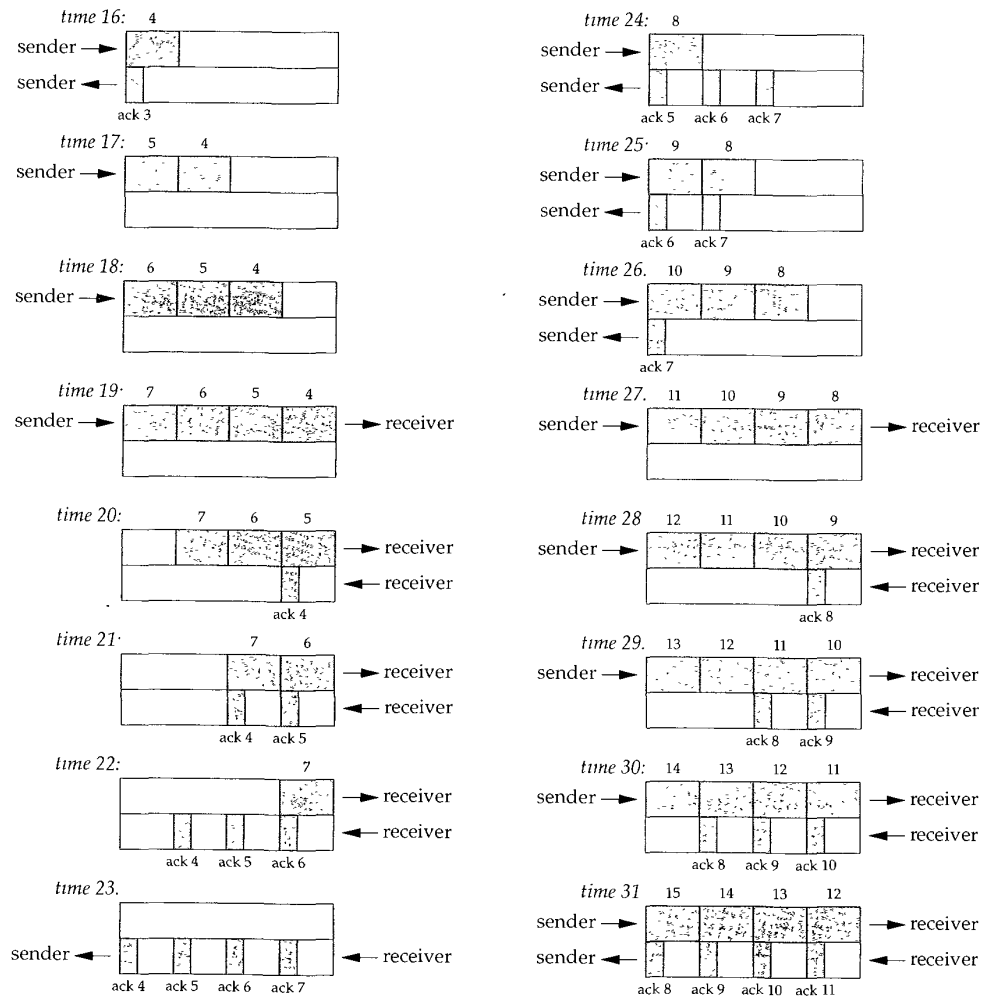 time 16: 4
sender
sender
ack 3
time 17: 5 4
sender
time 18: 6 5 4
sender
time 19· 7 6 5 4
sender receiver
time 20: 7 6 5
receiver
receiver
ack 4
time 21· 7 6
receiver
receiver
ack 4 ack 5
time 22: 7
receiver
receiver
ack 4 ack 5 ack 6
time 23.
sender receiver
ack 4 ack 5 ack 6 ack 7
time 24: 8
sender
sender
ack 5 ack 6 ack 7
time 25· 9 8
sender
sender
ack 6 ack 7
time 26. 10 9 8
sender
sender
ack 7
time 27. 11 10 9 8
sender receiver
time 28 12 11 10 9
sender receiver
receiver
ack 8
time 29. 13 12 11 10
sender receiver
receiver
ack 8 ack 9
time 30: 14 13 12 11
sender receiver
receiver
ack 8 ack 9 ack 10
time 31 15 14 13 12
sender receiver
sender receiver
ack 8 ack 9 ack 10 ack 11